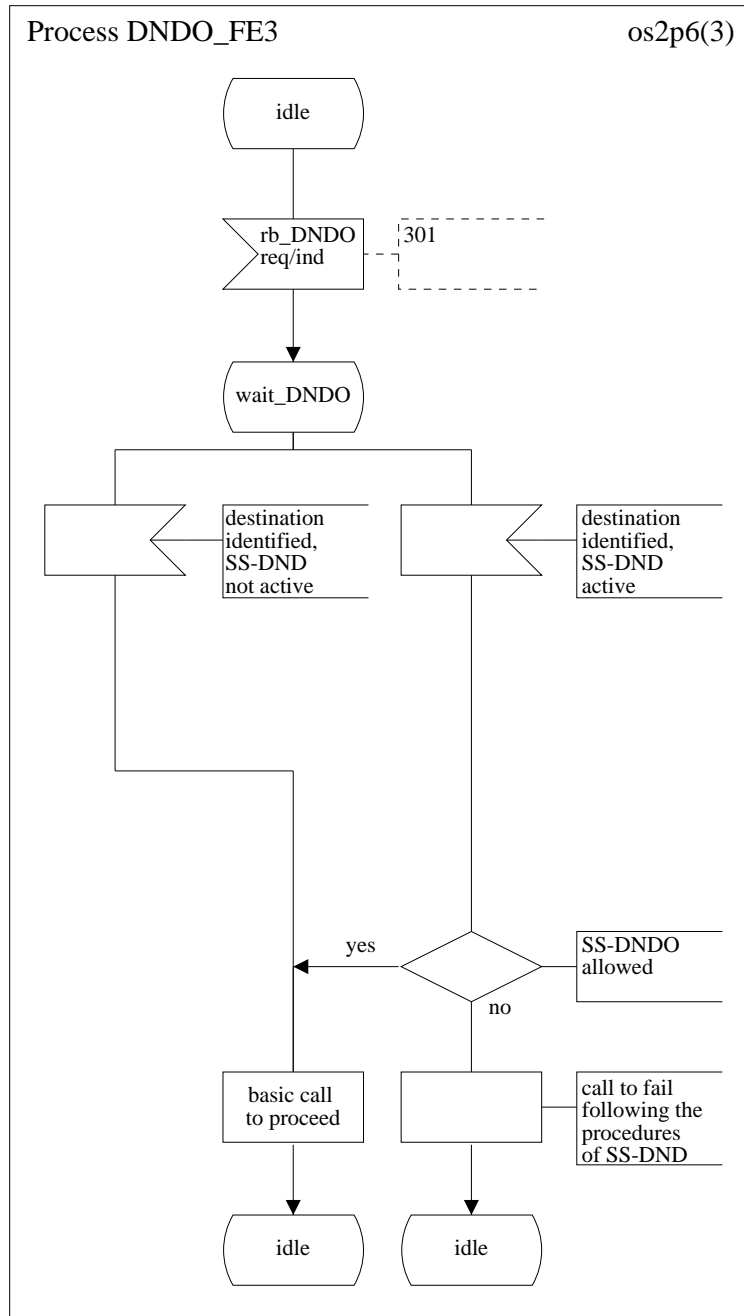 Process DNDO_FE3
os2p6(3)
idle
rb_DNDO
req/ind
301
wait_DNDO
destination
identified,
SS-DND
not active
destination
identified,
SS-DND
active
yes
SS-DNDO
allowed
no
basic call
to proceed
call to fail
following the
procedures
of SS-DND
idle
idle